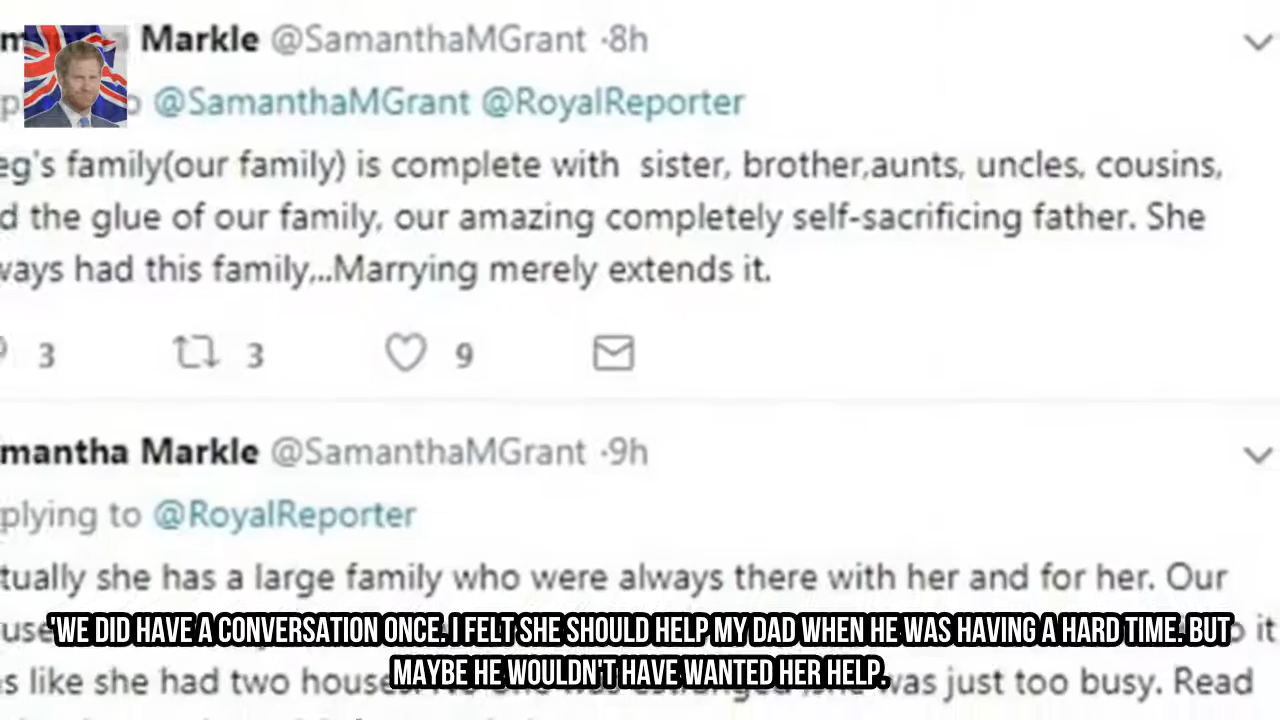 Markle @SamanthaMGrant ·8h
@SamanthaMGrant @RoyalReporter
eg's family(our family) is complete with sister, brother,aunts, uncles, cousins,
d the glue of our family, our amazing completely self-sacrificing father. She
ways had this family,..Marrying merely extends it.
3 3 9
mantha Markle @SamanthaMGrant ·9h
plying to @RoyalReporter
tually she has a large family who were always there with her and for her. Our
use
'WE DID HAVE A CONVERSATION ONCE. I FELT SHE SHOULD HELP MY DAD WHEN HE WAS HAVING A HARD TIME. BUT
it
MAYBE HE WOULDN'T HAVE WANTED HER HELP.
s like she had two houses. was just too busy. Read